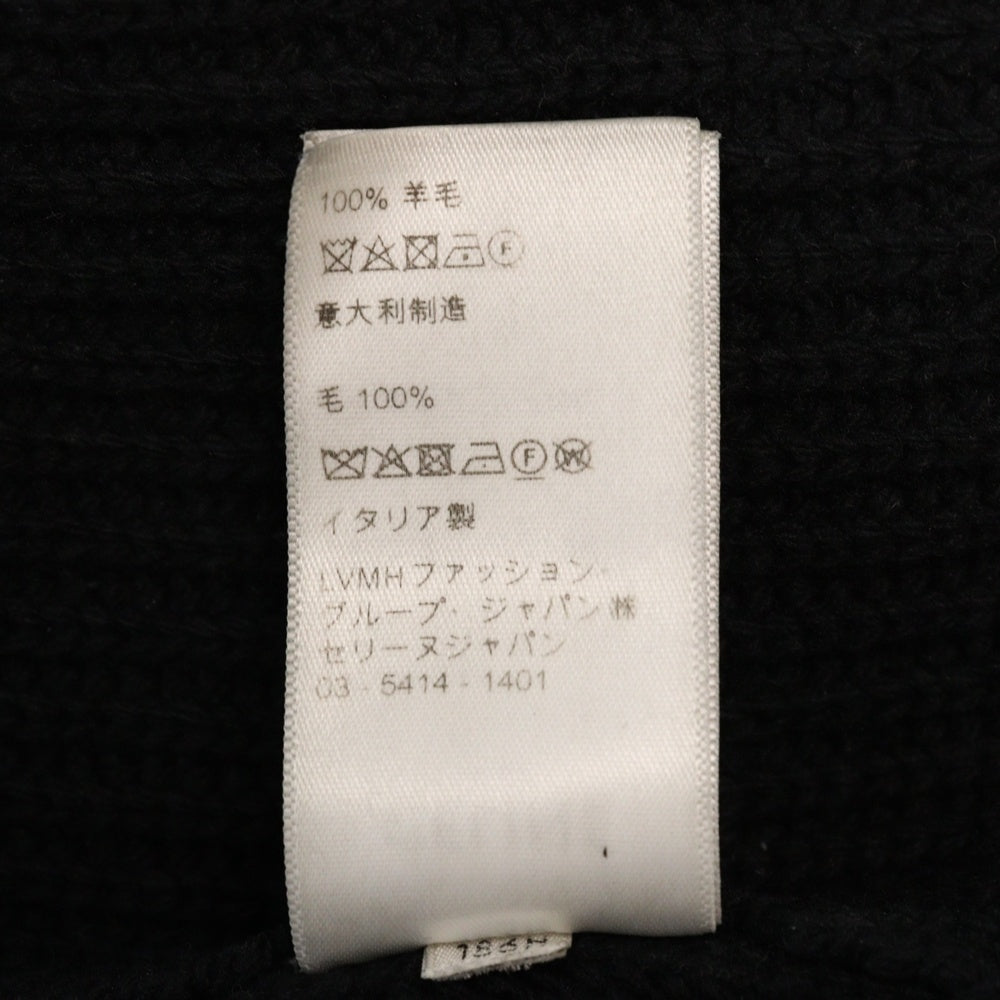 100% 羊毛
F
意大利制造
毛 100%
F W
イタリア製
LVMHファッション・
グループ・ジャパン㈱
セリーヌジャパン
03 - 5414 - 1401